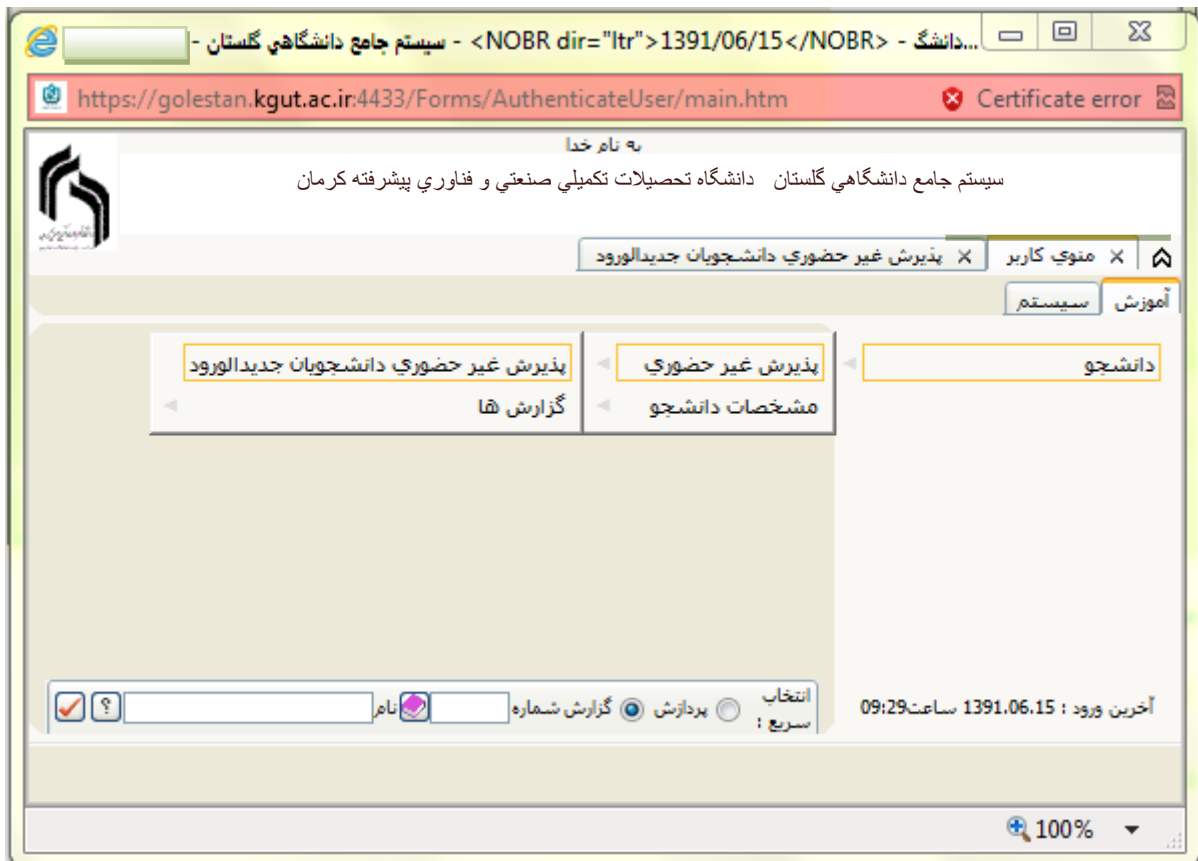 ...دانشگ - <NOBR dir="ltr">1391/06/15</NOBR> - سيستم جامع دانشگاهي گلستان -
https://golestan.kgut.ac.ir:4433/Forms/AuthenticateUser/main.htm Certificate error
به نام خدا
سيستم جامع دانشگاهي گلستان دانشگاه تحصيلات تكميلي صنعتي و فناوري پيشرفته كرمان
منوي كاربر X پذيرش غير حضوري دانشجويان جديدالورود X
آموزش سيستم
دانشجو پذيرش غير حضوري پذيرش غير حضوري دانشجويان جديدالورود
مشخصات دانشجو گزارش ها
انتخاب سريع : پردازش گزارش شماره نام ?
آخرين ورود : 1391.06.15 ساعت09:29
100%